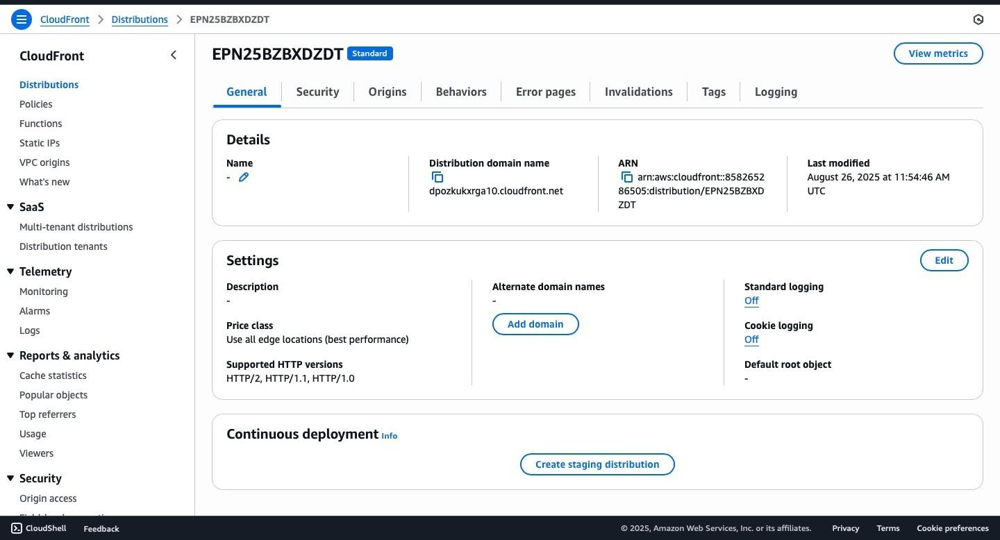 CloudFront > Distributions > EPN25BZBXDZDT
CloudFront
Distributions
Policies
Functions
Static IPs
VPC origins
What's new
SaaS
Multi-tenant distributions
Distribution tenants
Telemetry
Monitoring
Alarms
Logs
Reports & analytics
Cache statistics
Popular objects
Top referrers
Usage
Viewers
Security
Origin access
EPN25BZBXDZDT Standard
View metrics
General Security Origins Behaviors Error pages Invalidations Tags Logging
Details
Name
-
Distribution domain name
dpozkukxrga10.cloudfront.net
ARN
arn:aws:cloudfront::8582652
86505:distribution/EPN25BZBXD
ZDT
Last modified
August 26, 2025 at 11:54:46 AM
UTC
Settings
Edit
Description
-
Price class
Use all edge locations (best performance)
Supported HTTP versions
HTTP/2, HTTP/1.1, HTTP/1.0
Alternate domain names
-
Add domain
Standard logging
Off
Cookie logging
Off
Default root object
-
Continuous deployment Info
Create staging distribution
CloudShell Feedback
© 2025, Amazon Web Services, Inc. or its affiliates. Privacy Terms Cookie preferences